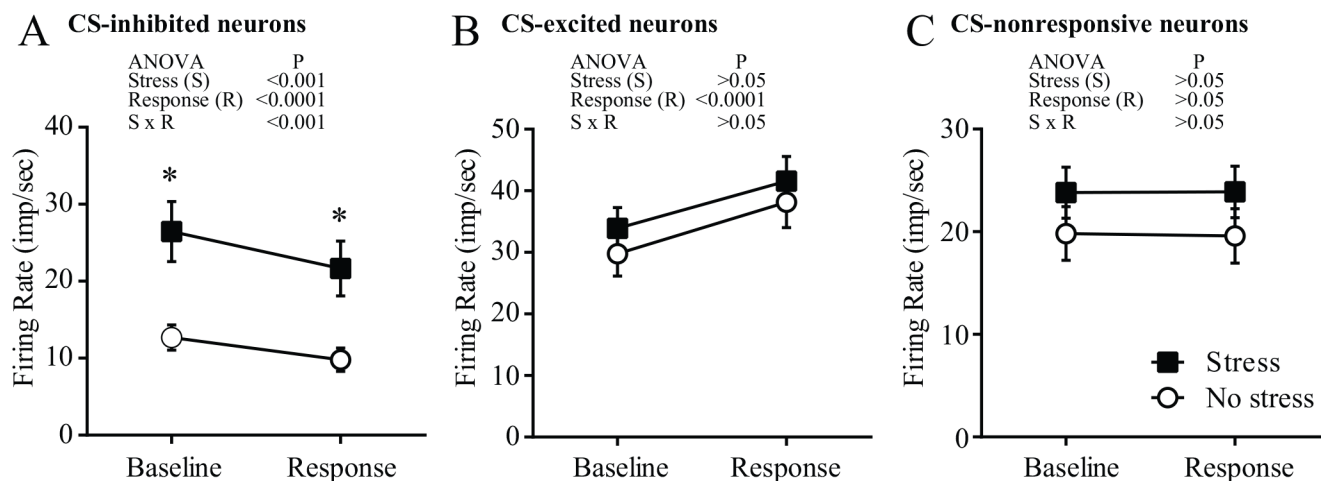 A CS-inhibited neurons
ANOVA P
Stress (S) <0.001
Response (R) <0.0001
S x R <0.001
Firing Rate (imp/sec)
40
30
20
10
0
*
*
Baseline Response
B CS-excited neurons
ANOVA P
Stress (S) >0.05
Response (R) <0.0001
S x R >0.05
Firing Rate (imp/sec)
50
40
30
20
10
0
Baseline Response
C CS-nonresponsive neurons
ANOVA P
Stress (S) >0.05
Response (R) >0.05
S x R >0.05
Firing Rate (imp/sec)
30
20
10
0
Stress
No stress
Baseline Response